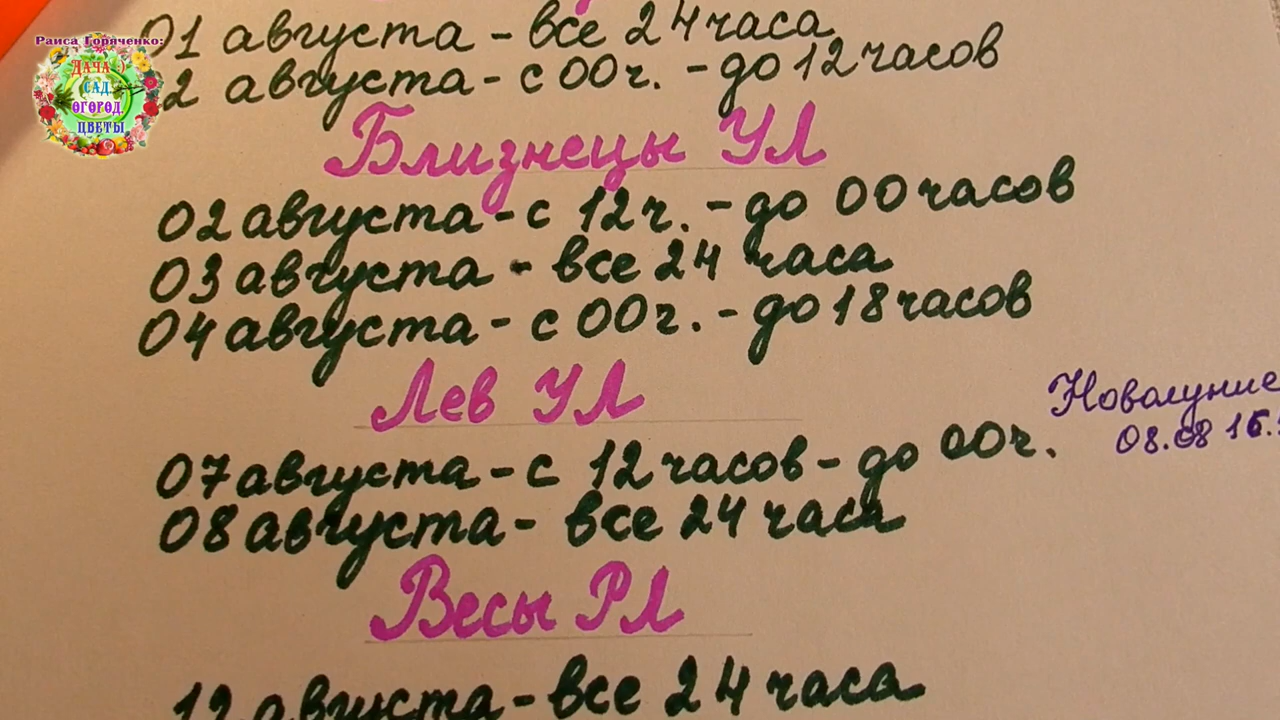 Раиса Горяченко:
ДАЧА
САД,
ОГОРОД,
ЦВЕТЫ
01 августа - все 24 часа
2 августа - с 00ч. - до 12 часов
Близнецы УЛ
02 августа - с 12ч. - до 00 часов
03 августа - все 24 часа
04 августа - с 00ч. - до 18 часов
Лев УЛ
Новолуние
08.08
07 августа - с 12 часов - до 00ч.
08 августа - все 24 часа
Весы РЛ
августа - все 24 часа